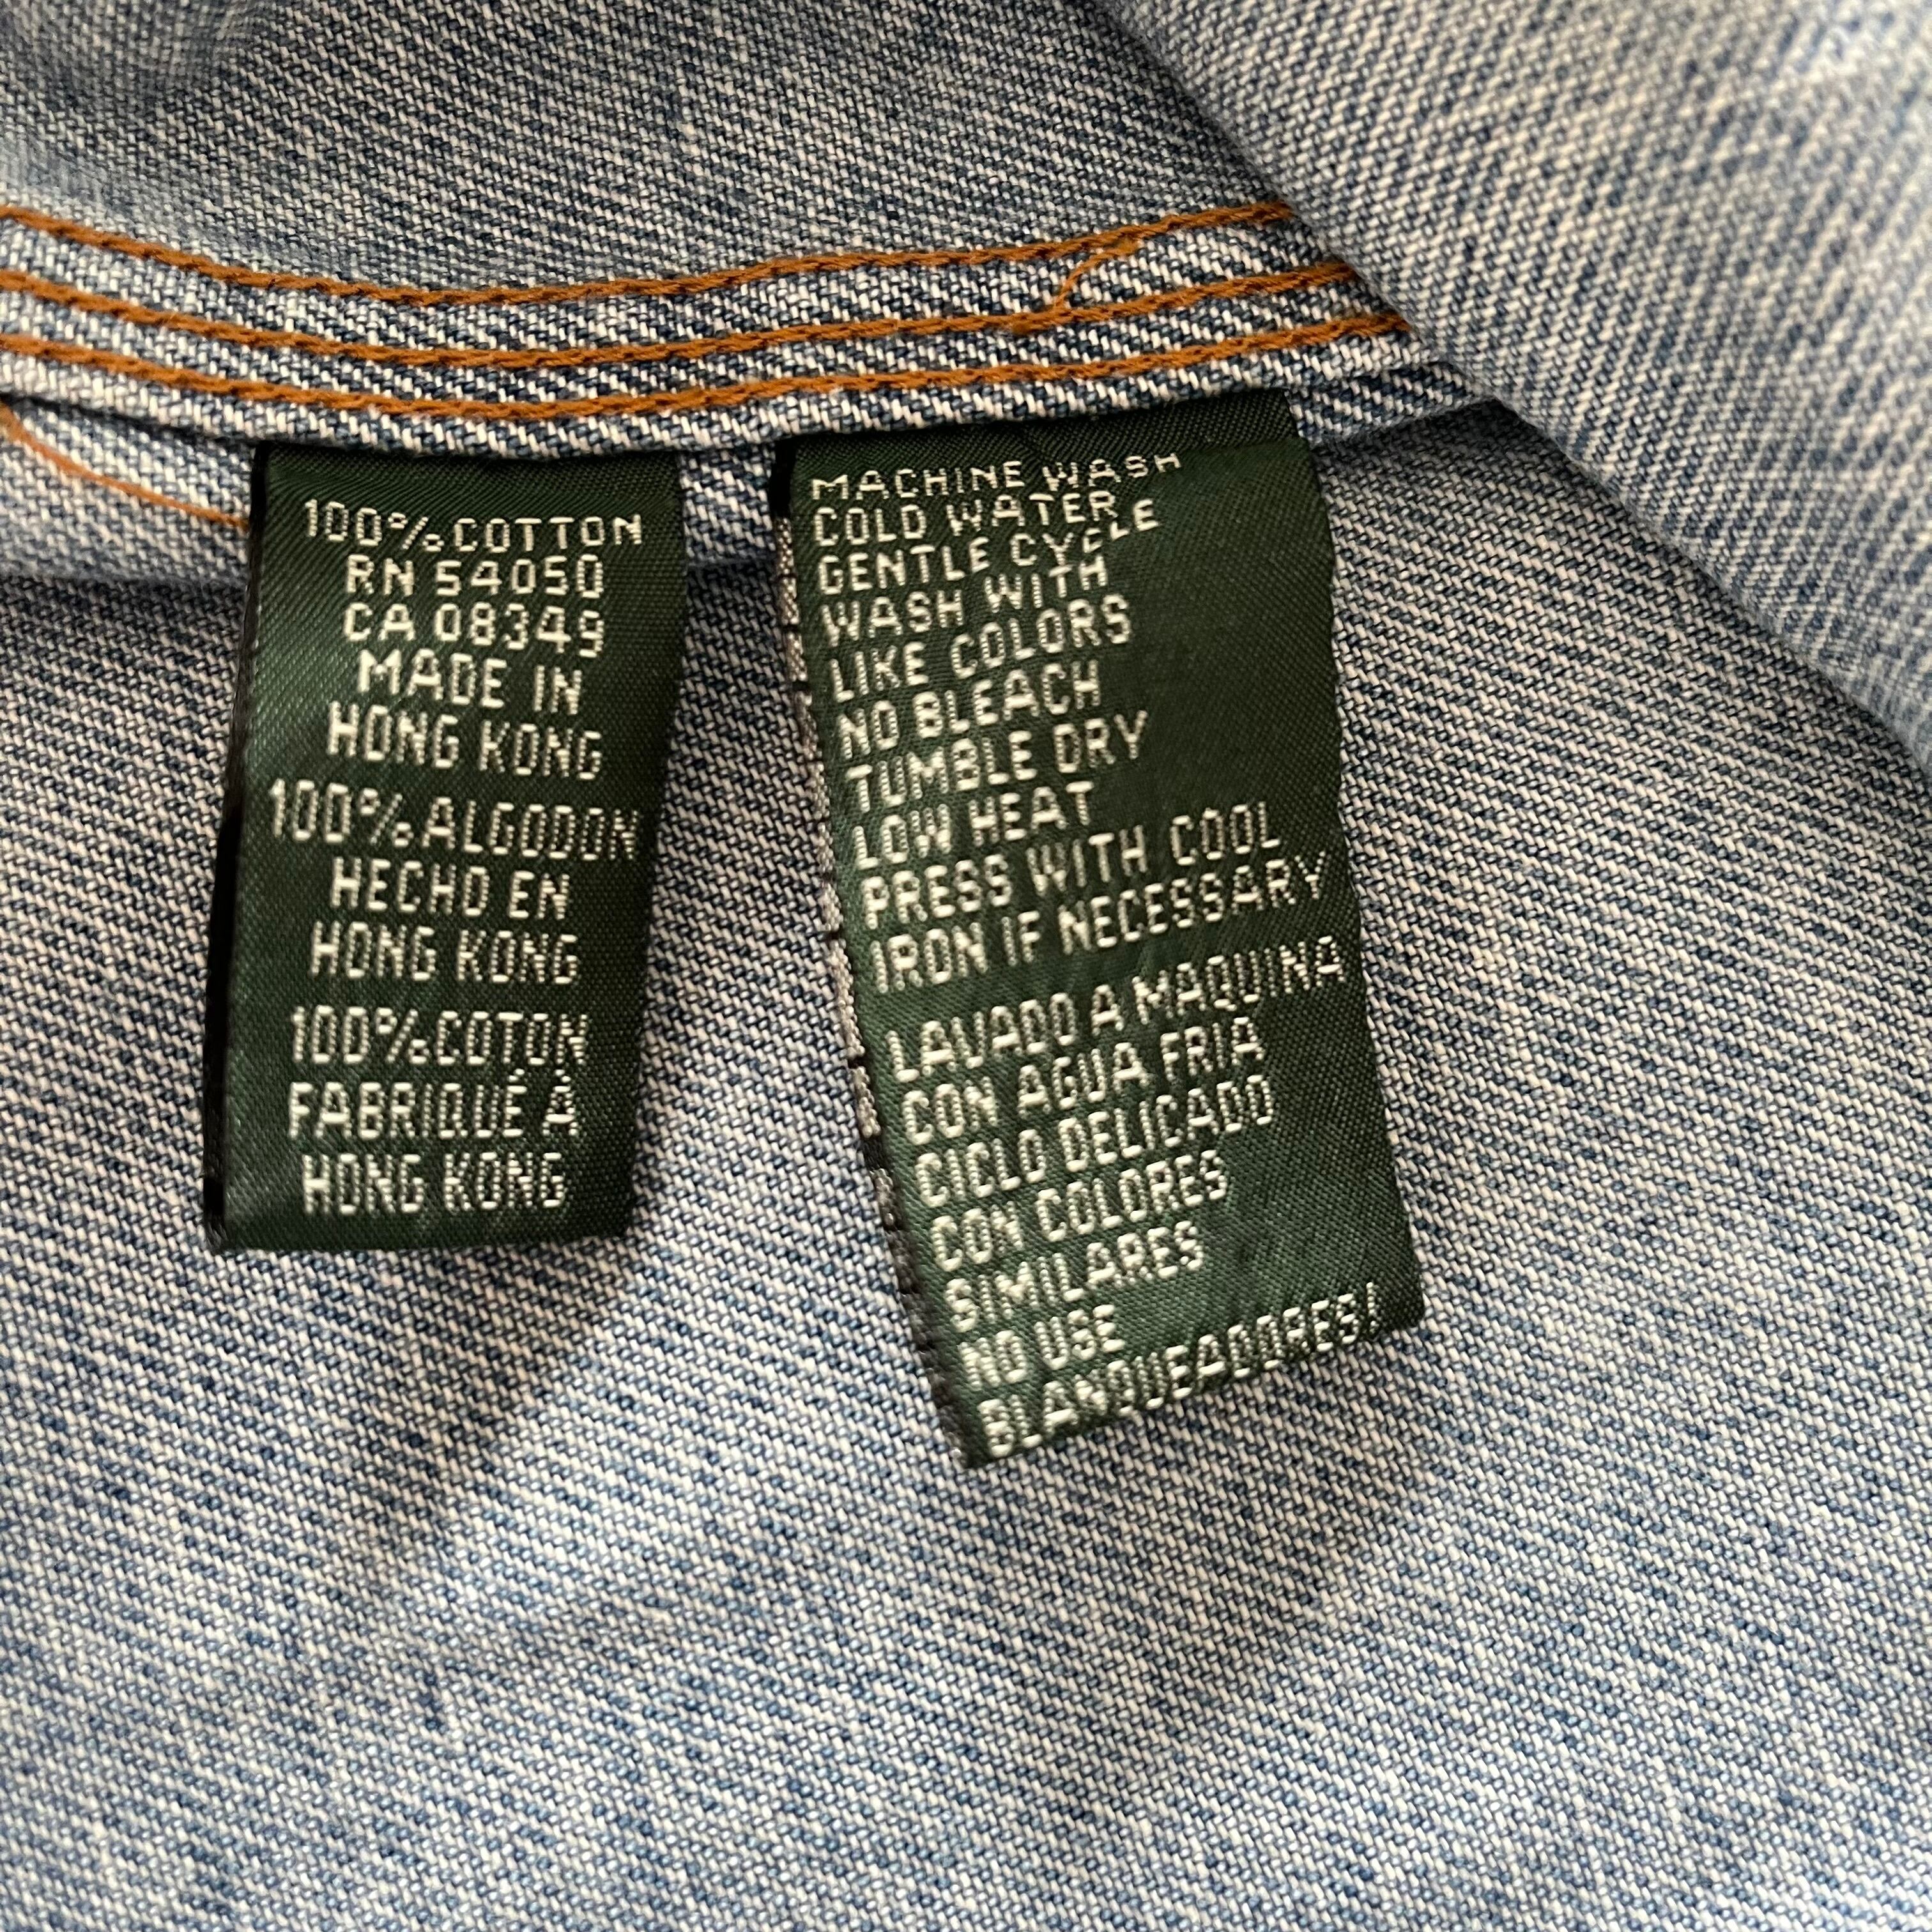 100% COTTON
RN 54050
CA 08349
MADE IN
HONG KONG
100% ALGODON
HECHO EN
HONG KONG
100% COTON
FABRIQUÉ À
HONG KONG
MACHINE WASH
COLD WATER
GENTLE CYCLE
WASH WITH
LIKE COLORS
NO BLEACH
TUMBLE DRY
LOW HEAT
PRESS WITH COOL
IRON IF NECESSARY
LAVADO A MAQUINA
CON AGUA FRIA
CICLO DELICADO
CON COLORES
SIMILARES
NO USE
BLANQUEADORES!